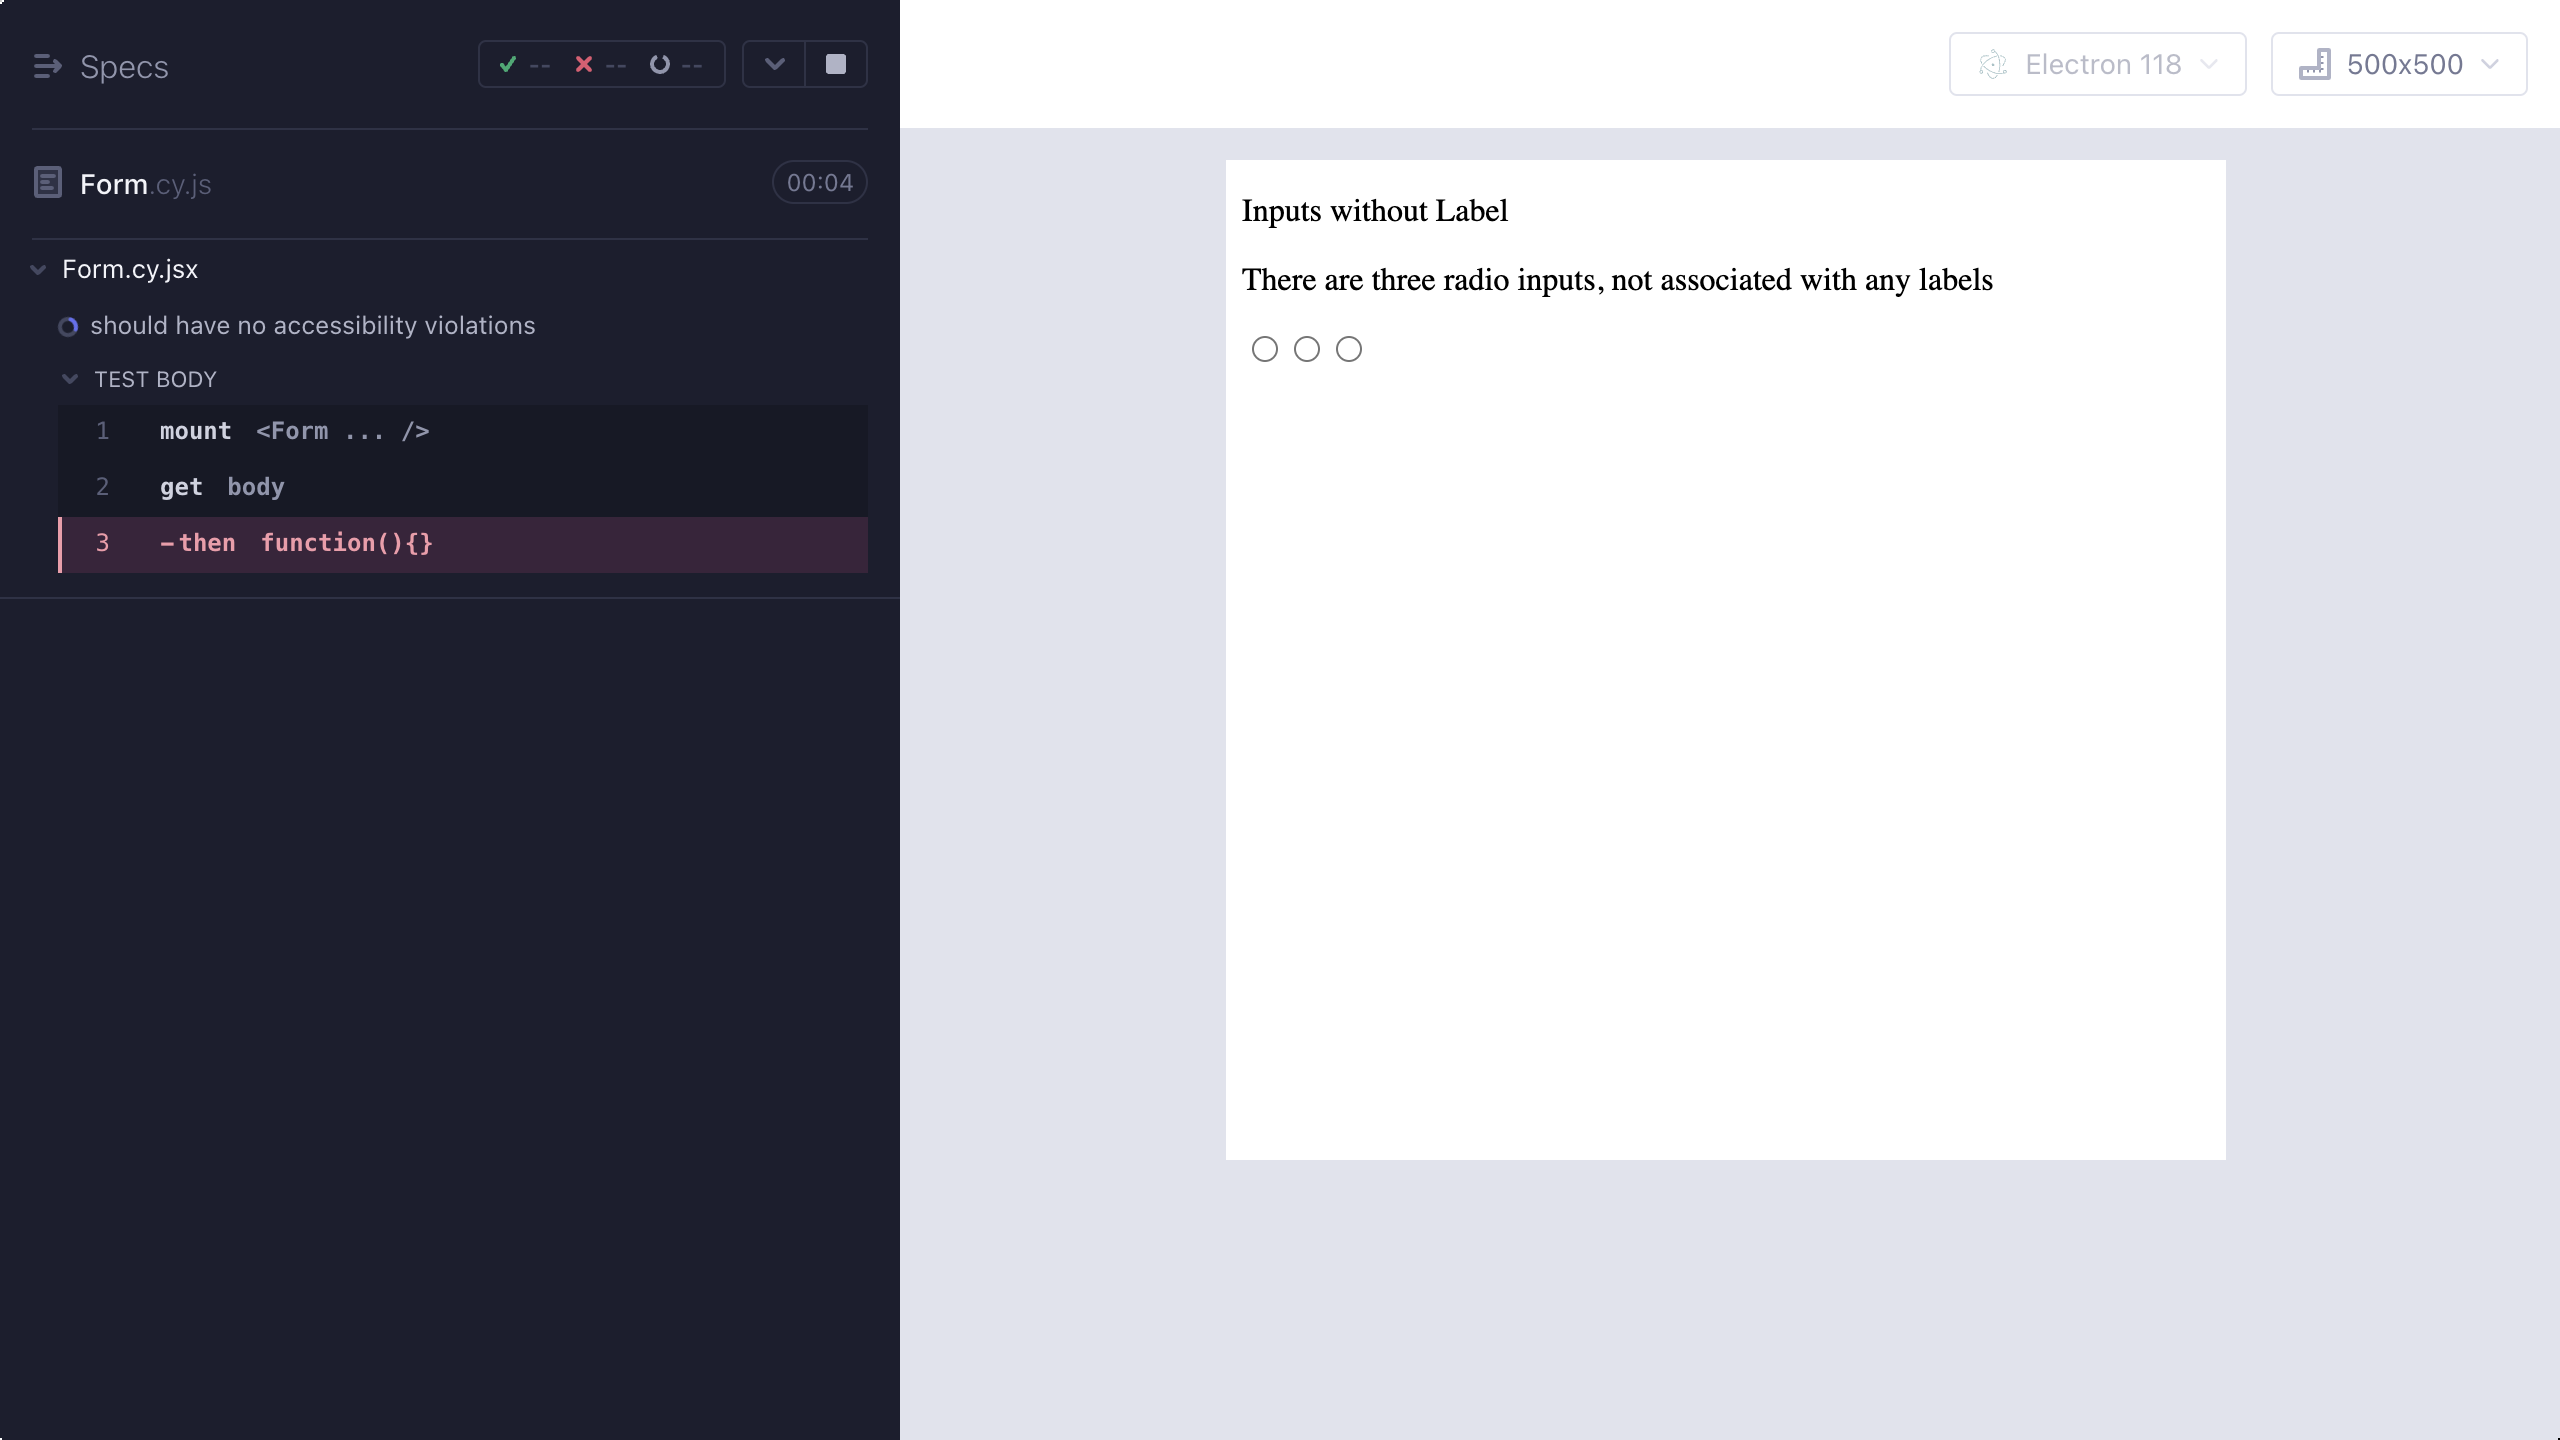 Specs
-- -- --
Form.cy.js
00:04
Form.cy.jsx
should have no accessibility violations
TEST BODY
1 mount <Form ... />
2 get body
3 -then function(){}
Electron 118
500x500
Inputs without Label
There are three radio inputs, not associated with any labels